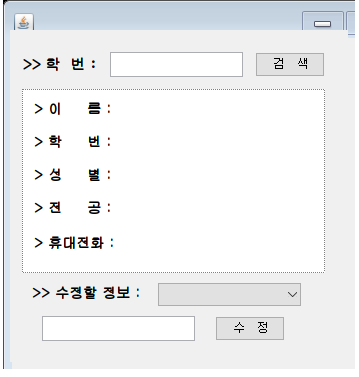 >> 학 번 : 검 색
> 이 름 :
> 학 번 :
> 성 별 :
> 전 공 :
> 휴대전화 :
>> 수정할 정보 :
수 정